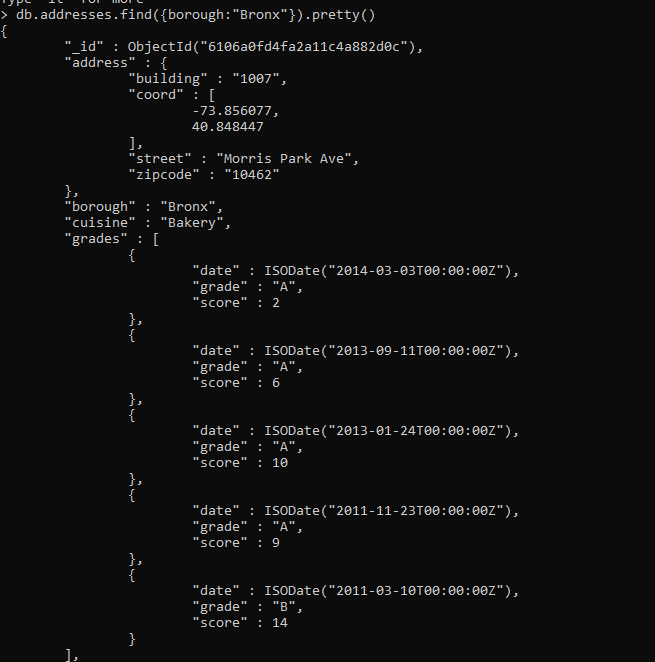 Type "it" for more
> db.addresses.find({borough:"Bronx"}).pretty()
{
        "_id" : ObjectId("6106a0fd4fa2a11c4a882d0c"),
        "address" : {
                "building" : "1007",
                "coord" : [
                        -73.856077,
                        40.848447
                ],
                "street" : "Morris Park Ave",
                "zipcode" : "10462"
        },
        "borough" : "Bronx",
        "cuisine" : "Bakery",
        "grades" : [
                {
                        "date" : ISODate("2014-03-03T00:00:00Z"),
                        "grade" : "A",
                        "score" : 2
                },
                {
                        "date" : ISODate("2013-09-11T00:00:00Z"),
                        "grade" : "A",
                        "score" : 6
                },
                {
                        "date" : ISODate("2013-01-24T00:00:00Z"),
                        "grade" : "A",
                        "score" : 10
                },
                {
                        "date" : ISODate("2011-11-23T00:00:00Z"),
                        "grade" : "A",
                        "score" : 9
                },
                {
                        "date" : ISODate("2011-03-10T00:00:00Z"),
                        "grade" : "B",
                        "score" : 14
                }
        ],